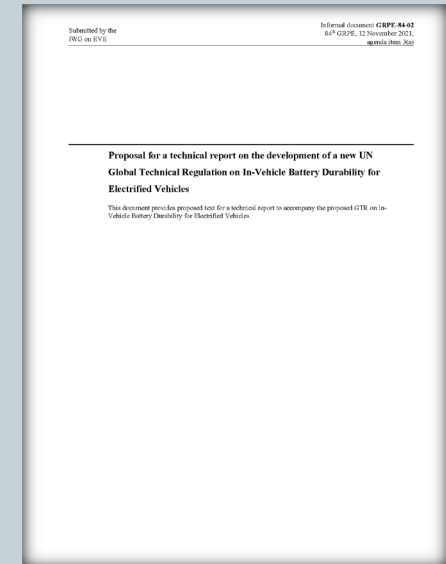 Submitted by the
IWG on EVE
Informal document GRPE-84-02
84th GRPE, 12 November 2021,
agenda item 3(a)
Proposal for a technical report on the development of a new UN
Global Technical Regulation on In-Vehicle Battery Durability for
Electrified Vehicles
This document provides proposed text for a technical report to accompany the proposed GTR on In-
Vehicle Battery Durability for Electrified Vehicles